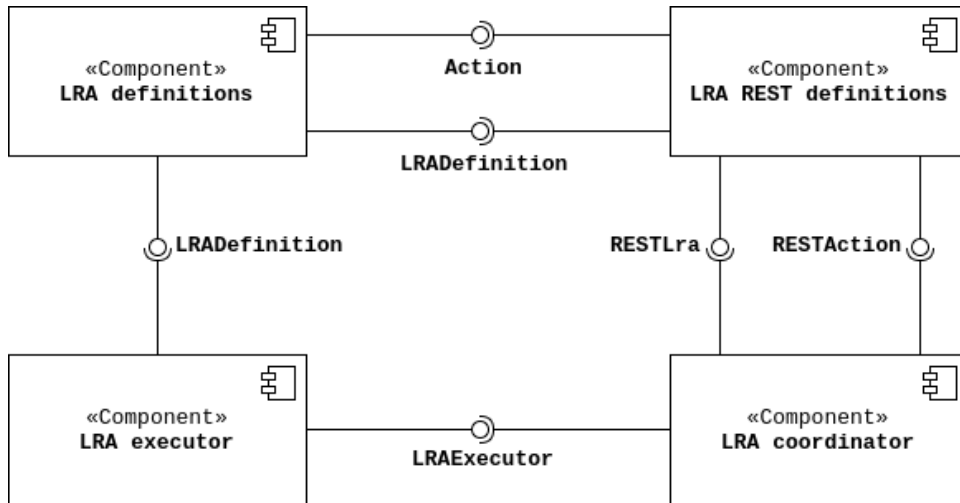 «Component»
LRA definitions
Action
«Component»
LRA REST definitions
LRADefinition
LRADefinition
RESTLra
RESTAction
«Component»
LRA executor
LRAExecutor
«Component»
LRA coordinator